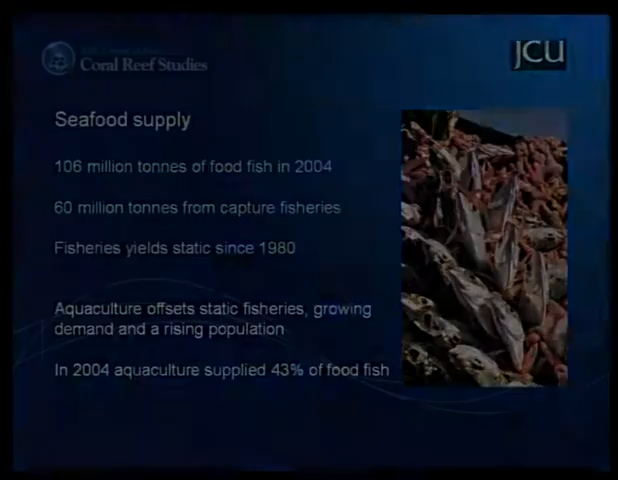 Coral Reef Studies
JCU
Seafood supply
106 million tonnes of food fish in 2004
60 million tonnes from capture fisheries
Fisheries yields static since 1980
Aquaculture offsets static fisheries, growing
demand and a rising population
In 2004 aquaculture supplied 43% of food fish